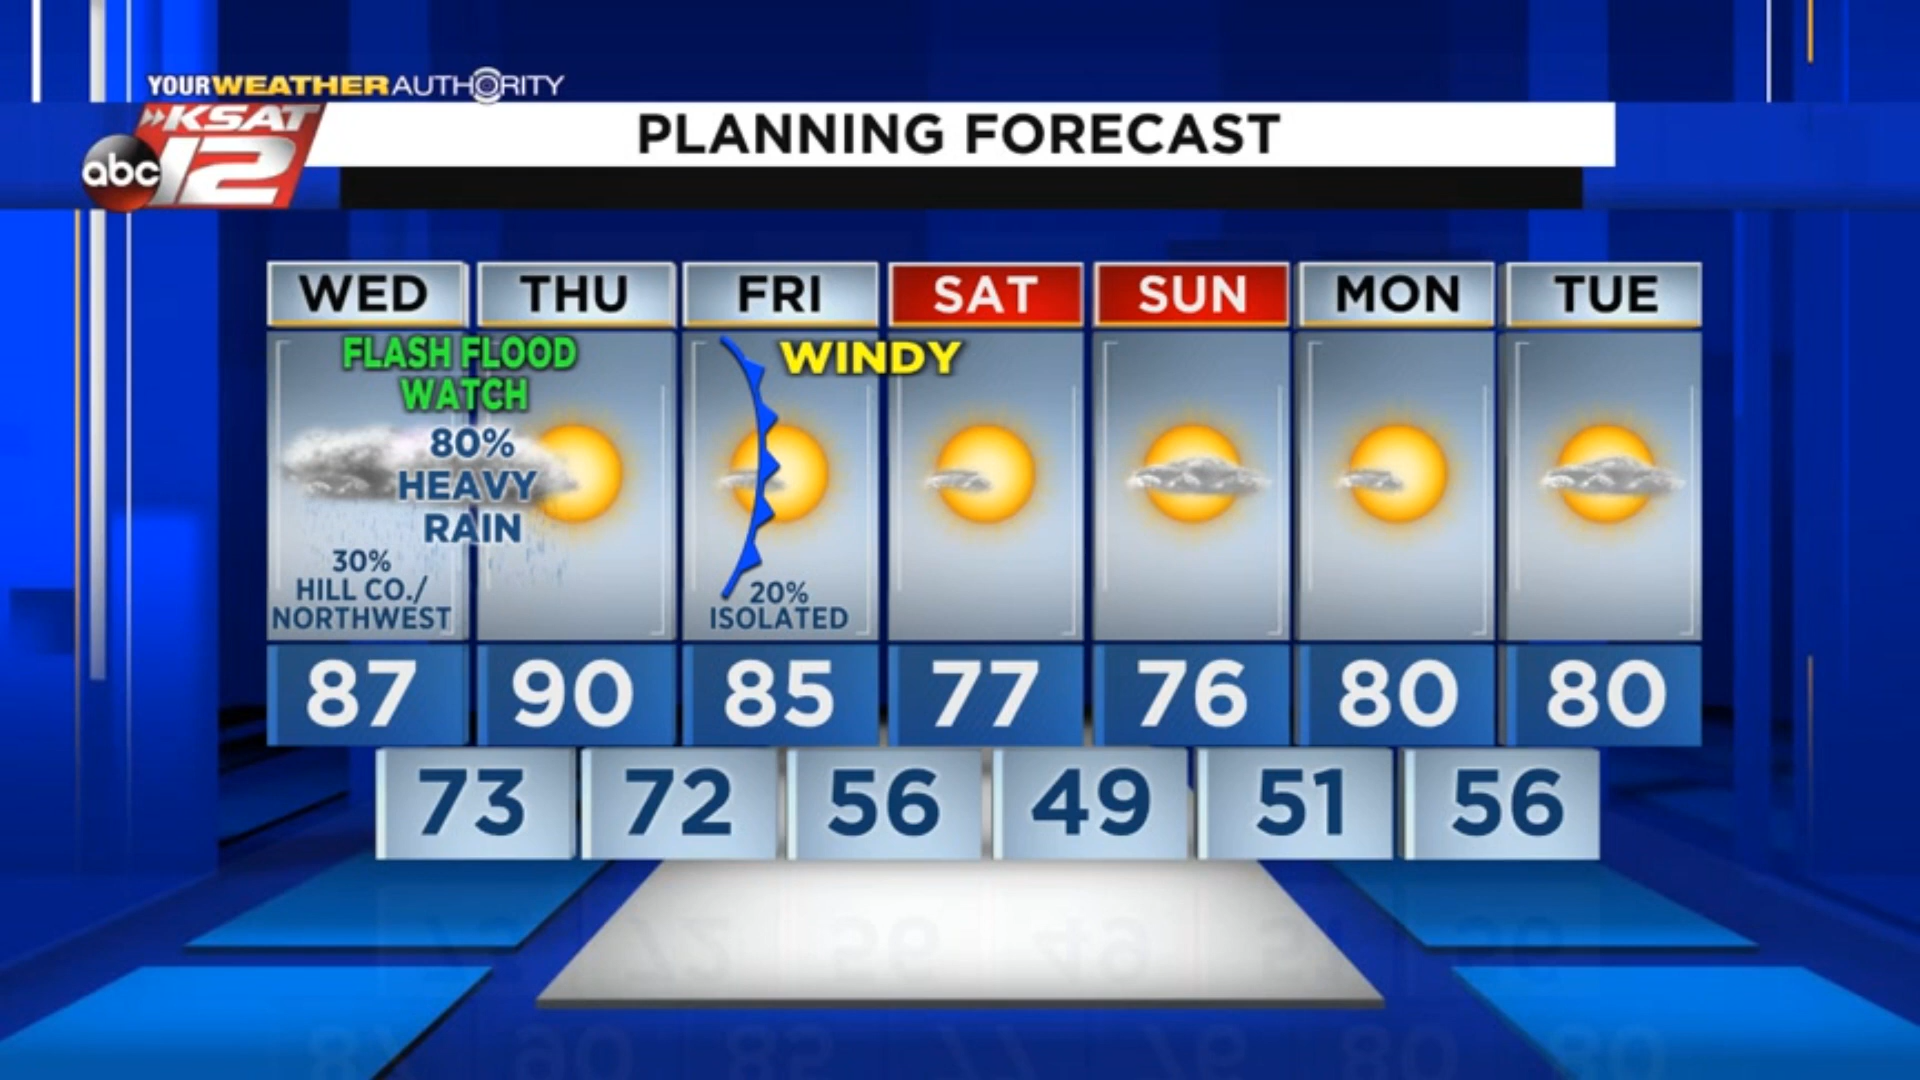 YOURWEATHERAUTHORITY
KSAT
abc 12
PLANNING FORECAST
WED THU FRI SAT SUN MON TUE
FLASH FLOOD
WATCH
80%
HEAVY
RAIN
30%
HILL CO./
NORTHWEST
WINDY
20%
ISOLATED
87 90 85 77 76 80 80
73 72 56 49 51 56